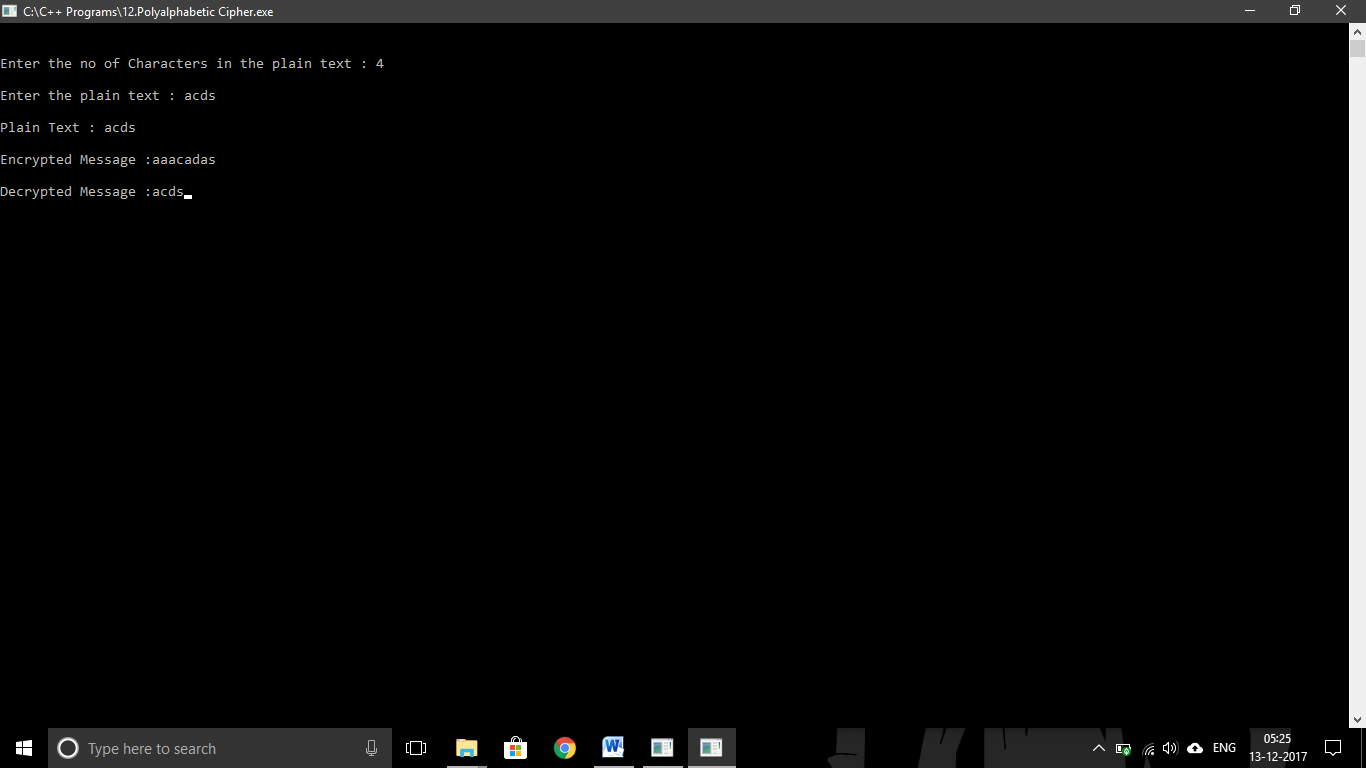 C:\C++ Programs\12.Polyalphabetic Cipher.exe
Enter the no of Characters in the plain text : 4
Enter the plain text : acds
Plain Text : acds
Encrypted Message :aaacadas
Decrypted Message :acds
Type here to search
ENG
05:25
13-12-2017